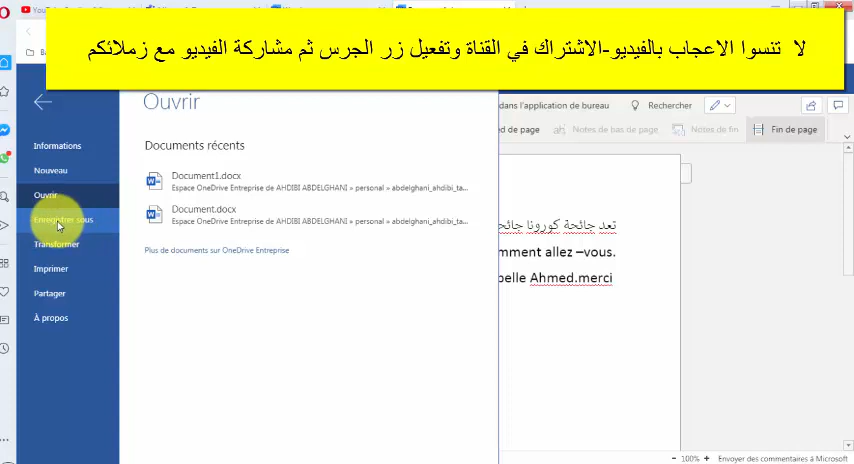 لا تنسوا الاعجاب بالفيديو-الاشتراك في القناة وتفعيل زر الجرس ثم مشاركة الفيديو مع زملائكم
Ouvrir
dans l'application de bureau
Rechercher
Informations
Documents récents
de page
Notes de bas de page
Notes de fin
Fin de page
Nouveau
Document1.docx
Espace OneDrive Entreprise de AHDIBI ABDELGHANI » personal » abdelghani_ahdibi_ta...
Ouvrir
Document.docx
Espace OneDrive Entreprise de AHDIBI ABDELGHANI » personal » abdelghani_ahdibi_ta...
Enregistrer sous
تعد جائحة كورونا جائح
Transformer
Plus de documents sur OneDrive Entreprise
mment allez –vous.
Imprimer
pelle Ahmed.merci
Partager
À propos
100%
Envoyer des commentaires à Microsoft